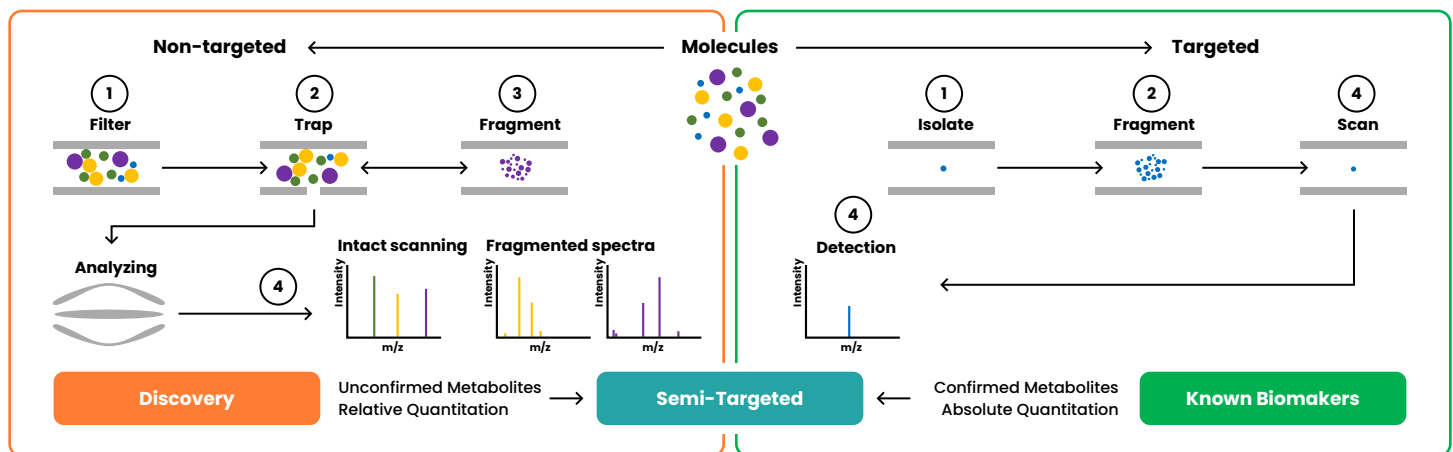 Non-targeted
Molecules
Targeted
1
Filter
2
Trap
3
Fragment
1
Isolate
2
Fragment
4
Scan
Analyzing
4
Intact scanning
Intensity
m/z
Fragmented spectra
Intensity
m/z
Intensity
m/z
4
Detection
Intensity
m/z
Discovery
Unconfirmed Metabolites
Relative Quantitation
Semi-Targeted
Confirmed Metabolites
Absolute Quantitation
Known Biomakers